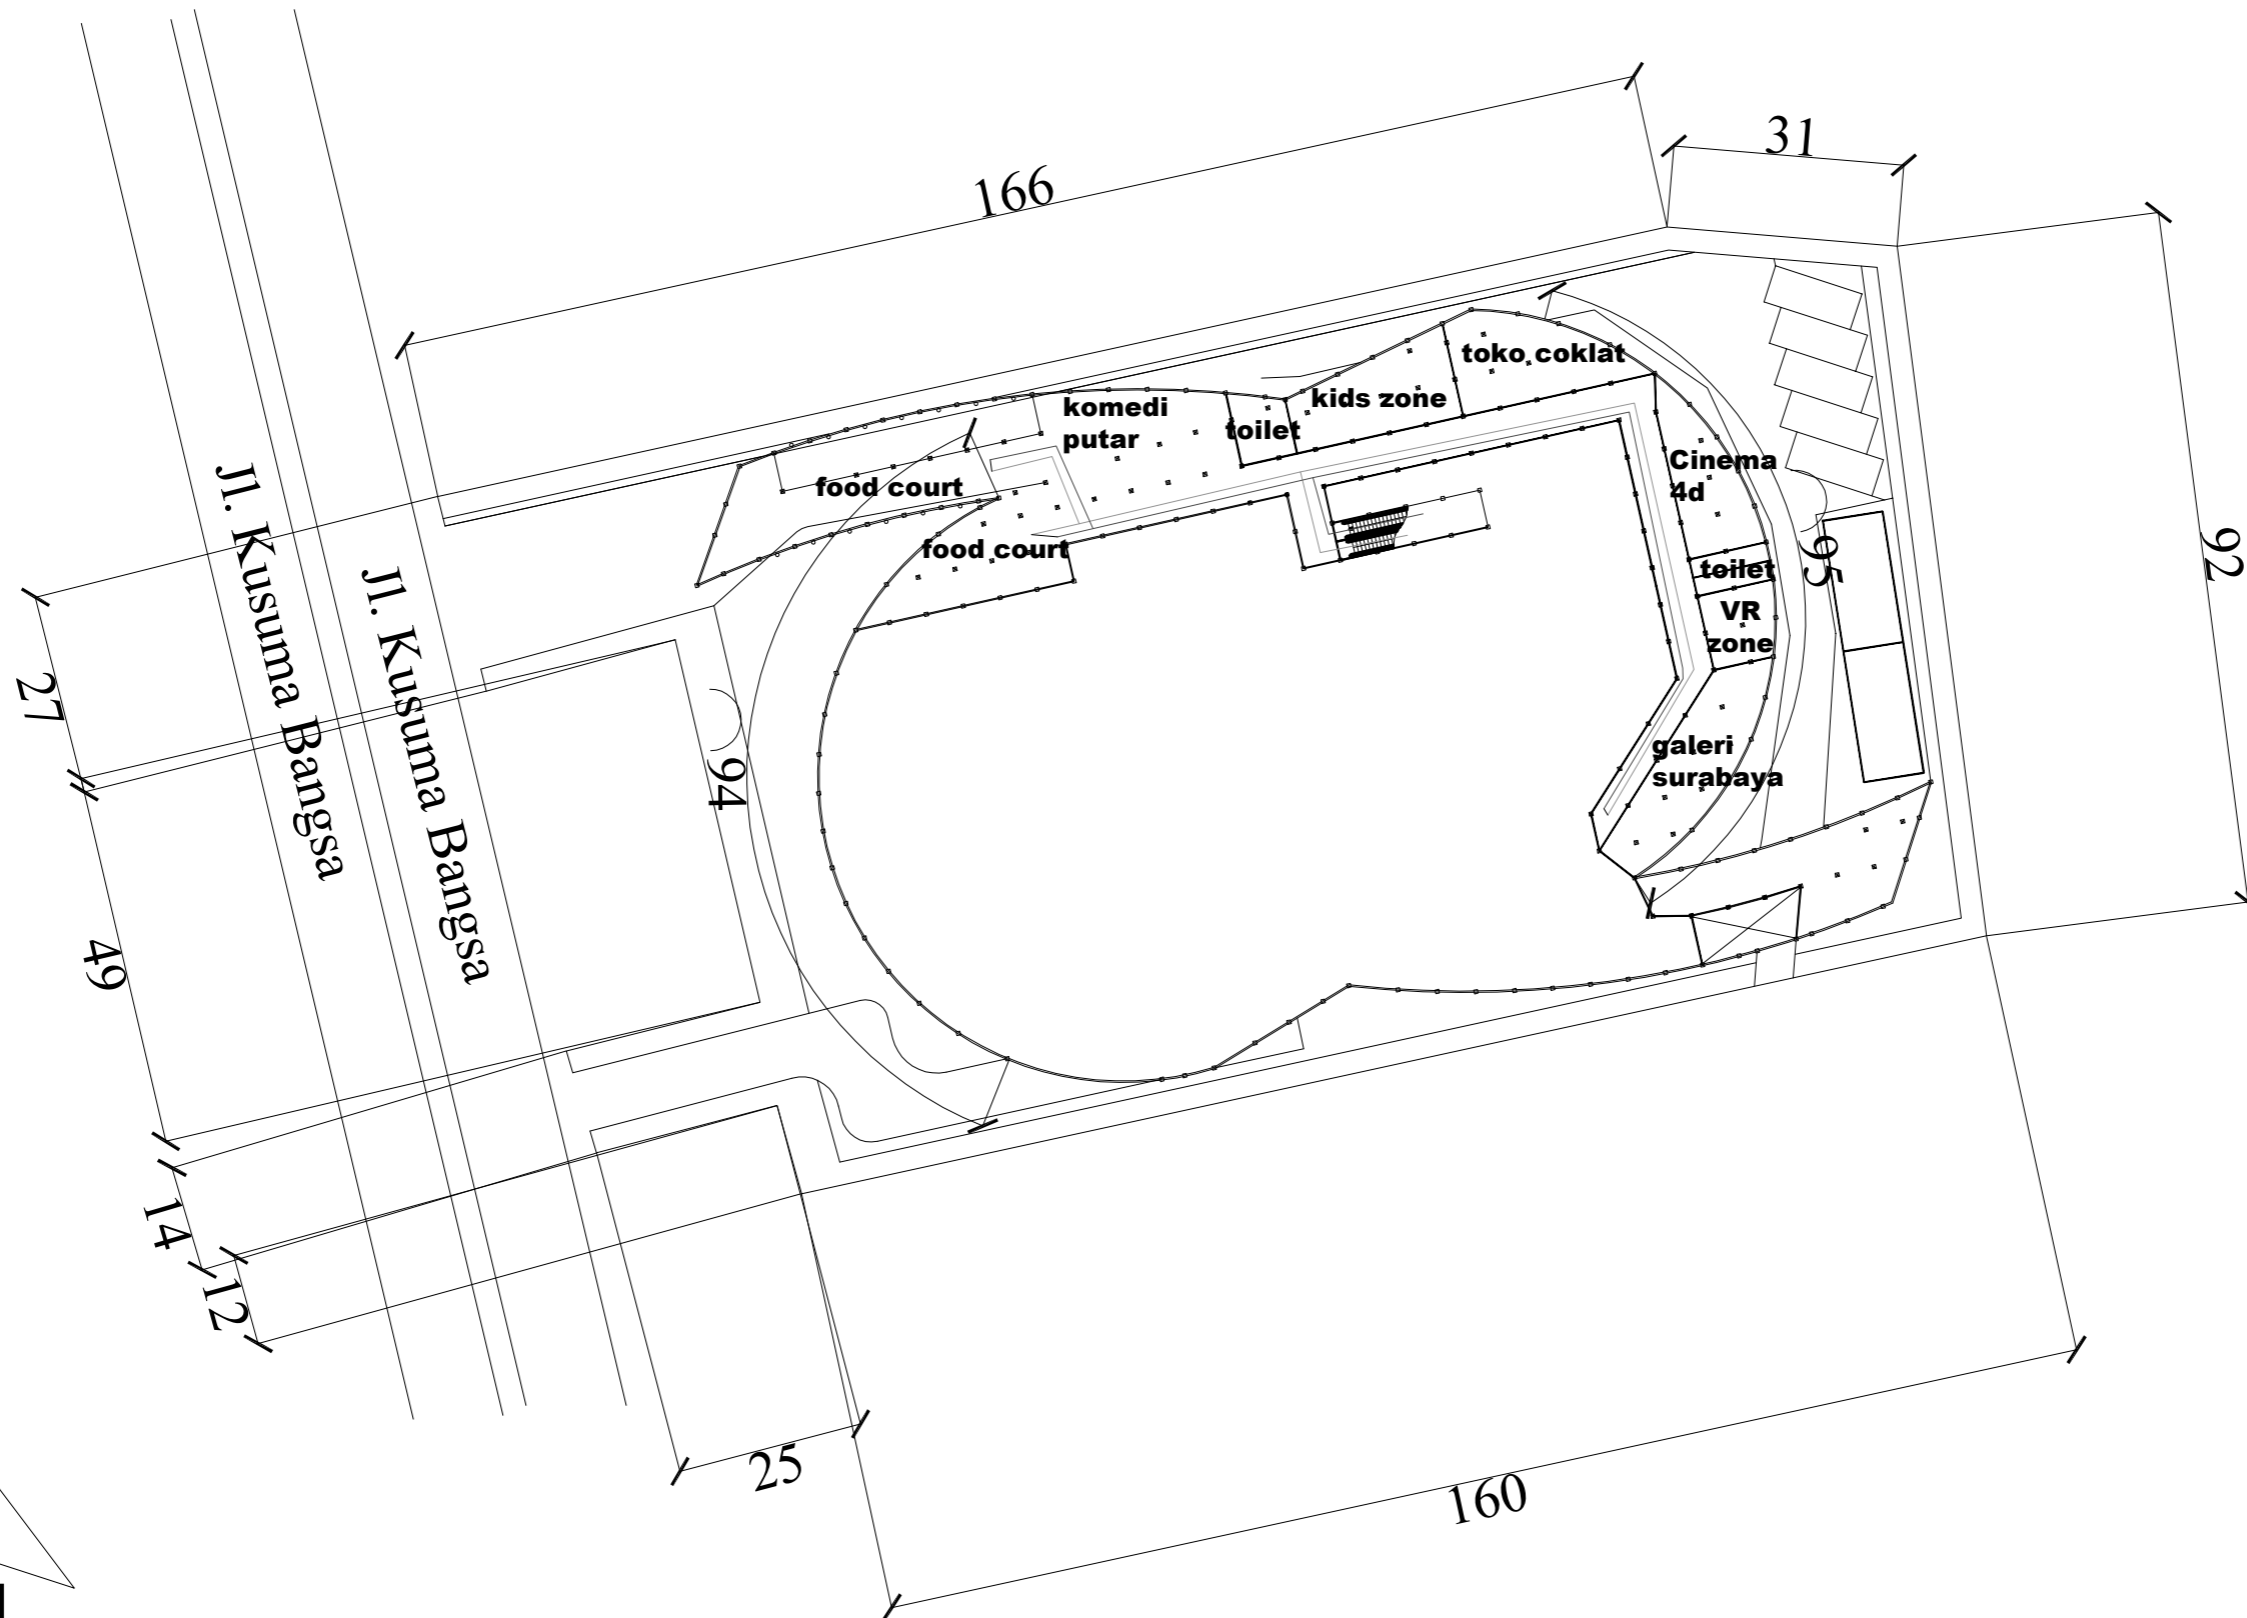 166
31
toko coklat
kids zone
komedi
putar
toilet
Cinema
4d
food court
food court
toilet
VR
zone
galeri
surabaya
95
92
94
Jl. Kusuma Bangsa
Jl. Kusuma Bangsa
27
49
14
12
25
160